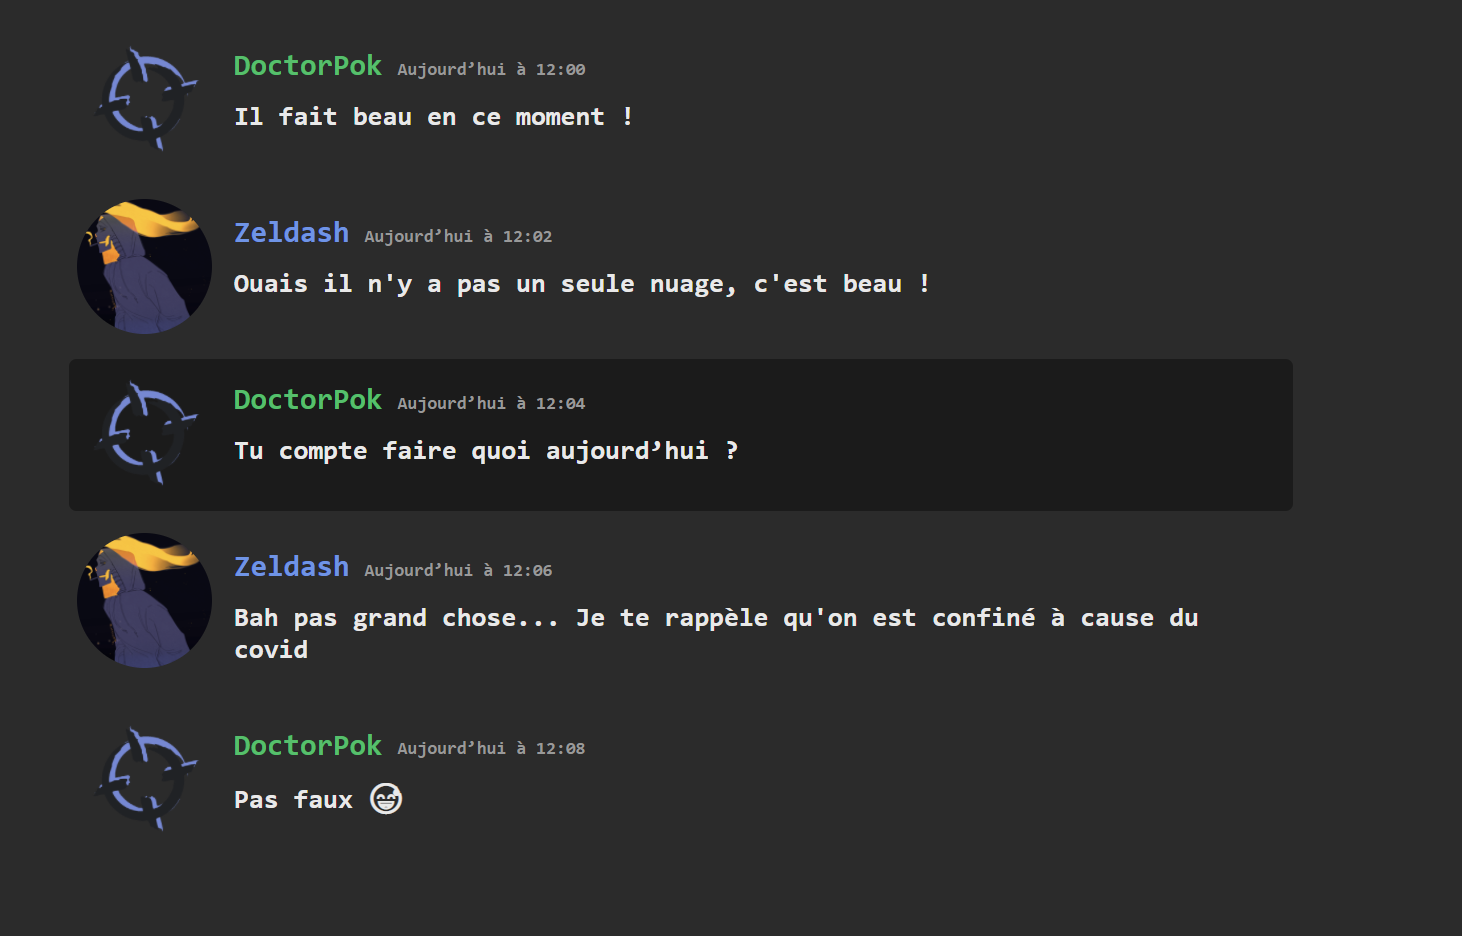 DoctorPok Aujourd’hui à 12:00
Il fait beau en ce moment !
Zeldash Aujourd’hui à 12:02
Ouais il n'y a pas un seule nuage, c'est beau !
DoctorPok Aujourd’hui à 12:04
Tu compte faire quoi aujourd’hui ?
Zeldash Aujourd’hui à 12:06
Bah pas grand chose... Je te rappèle qu'on est confiné à cause du
covid
DoctorPok Aujourd’hui à 12:08
Pas faux 😅